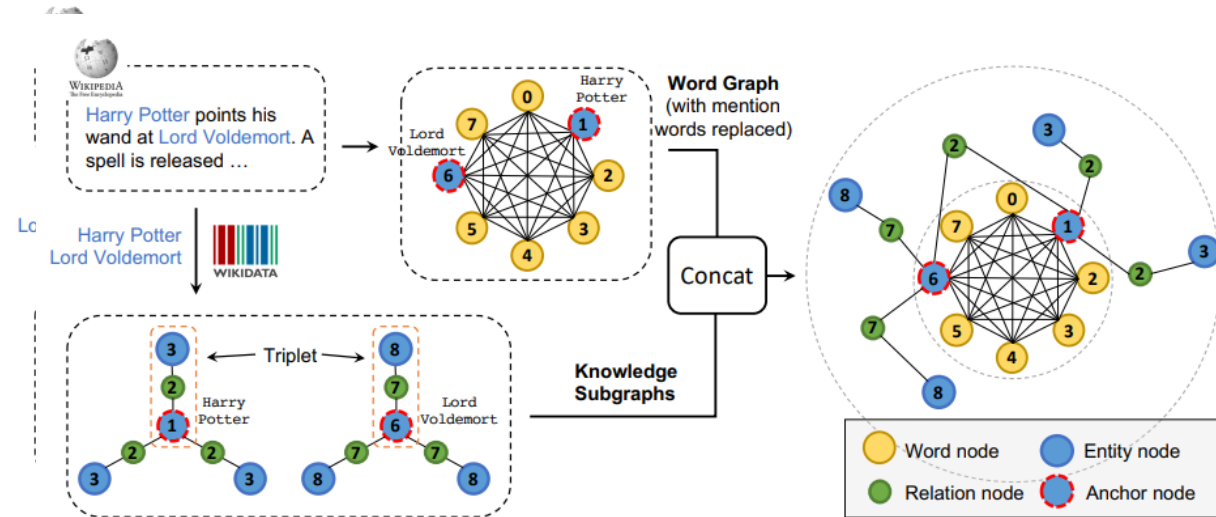 WIKIPEDIA
The Free Encyclopedia
Harry Potter points his
wand at Lord Voldemort. A
spell is released ...
Lo
Harry Potter
Lord Voldemort
WIKIDATA
Harry
Potter
Lord
Voldemort
0
7
1
6
2
5
3
4
Word Graph
(with mention
words replaced)
Triplet
3
8
2
7
Harry
Potter
Lord
Voldemort
1
6
2
2
7
7
3
3
8
8
Knowledge
Subgraphs
Concat
3
2
2
8
0
7
7
1
3
6
2
2
7
5
3
4
8
Word node
Entity node
Relation node
Anchor node